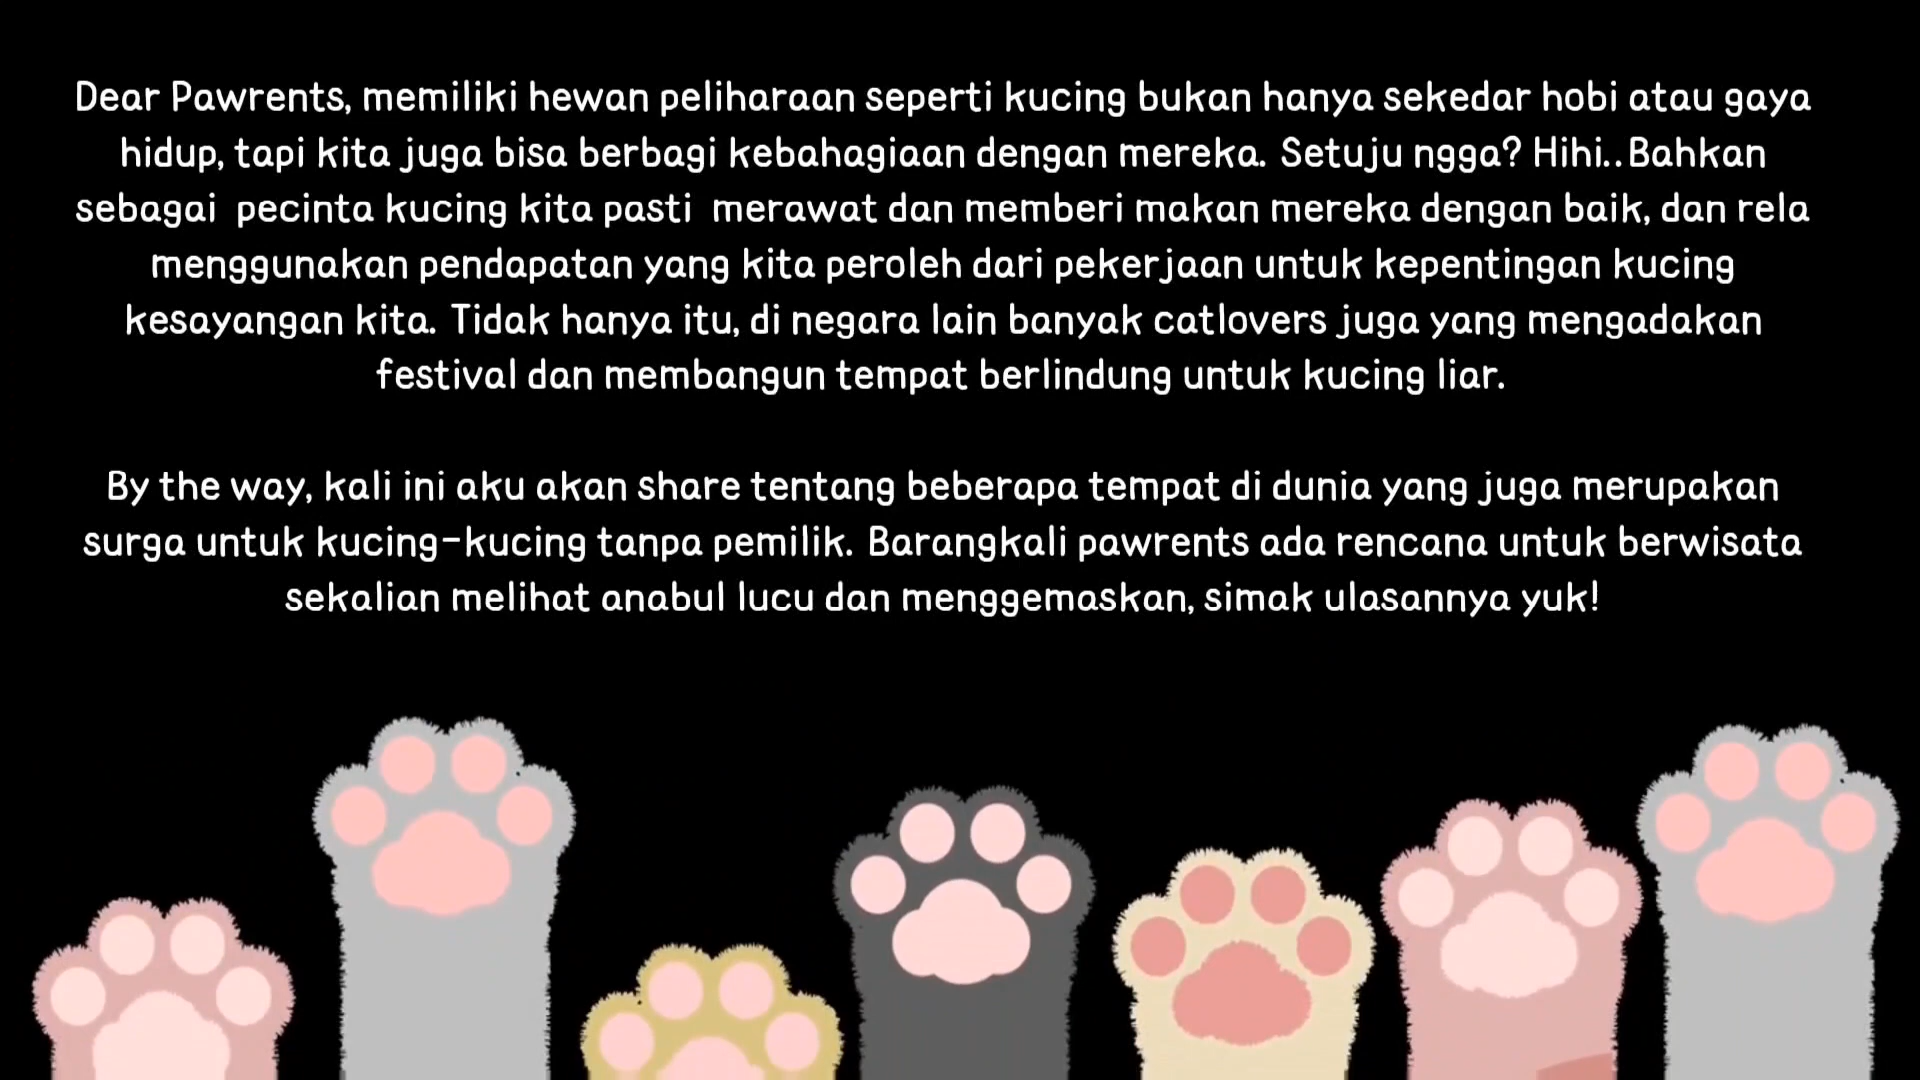 Dear Pawrents, memiliki hewan peliharaan seperti kucing bukan hanya sekedar hobi atau gaya
hidup, tapi kita juga bisa berbagi kebahagiaan dengan mereka. Setuju ngga? Hihi..Bahkan
sebagai  pecinta kucing kita pasti  merawat dan memberi makan mereka dengan baik, dan rela
menggunakan pendapatan yang kita peroleh dari pekerjaan untuk kepentingan kucing
kesayangan kita. Tidak hanya itu, di negara lain banyak catlovers juga yang mengadakan
festival dan membangun tempat berlindung untuk kucing liar.
By the way, kali ini aku akan share tentang beberapa tempat di dunia yang juga merupakan
surga untuk kucing-kucing tanpa pemilik. Barangkali pawrents ada rencana untuk berwisata
sekalian melihat anabul lucu dan menggemaskan, simak ulasannya yuk!